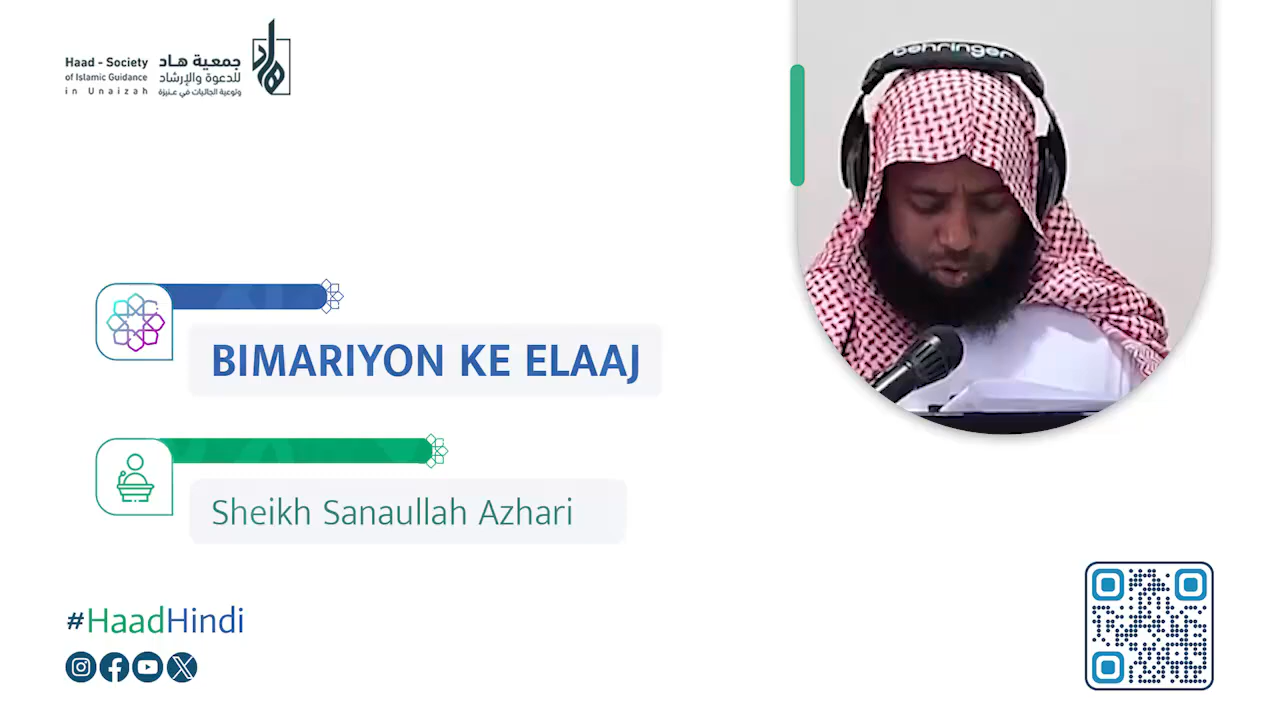 Haad - Society
of Islamic Guidance
in Unaizah
جمعية هاد
للدعوة والإرشاد
وتوعية الجاليات في عنيزة
behringer
BIMARIYON KE ELAAJ
Sheikh Sanaullah Azhari
#HaadHindi